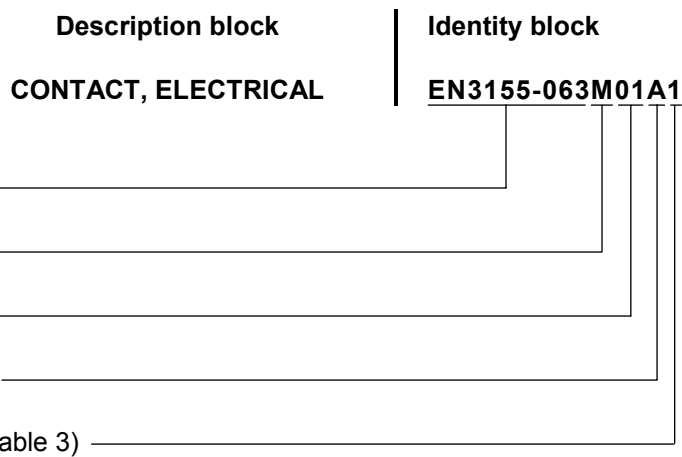 Description block Identity block
CONTACT, ELECTRICAL EN3155-063M01A1
able 3)